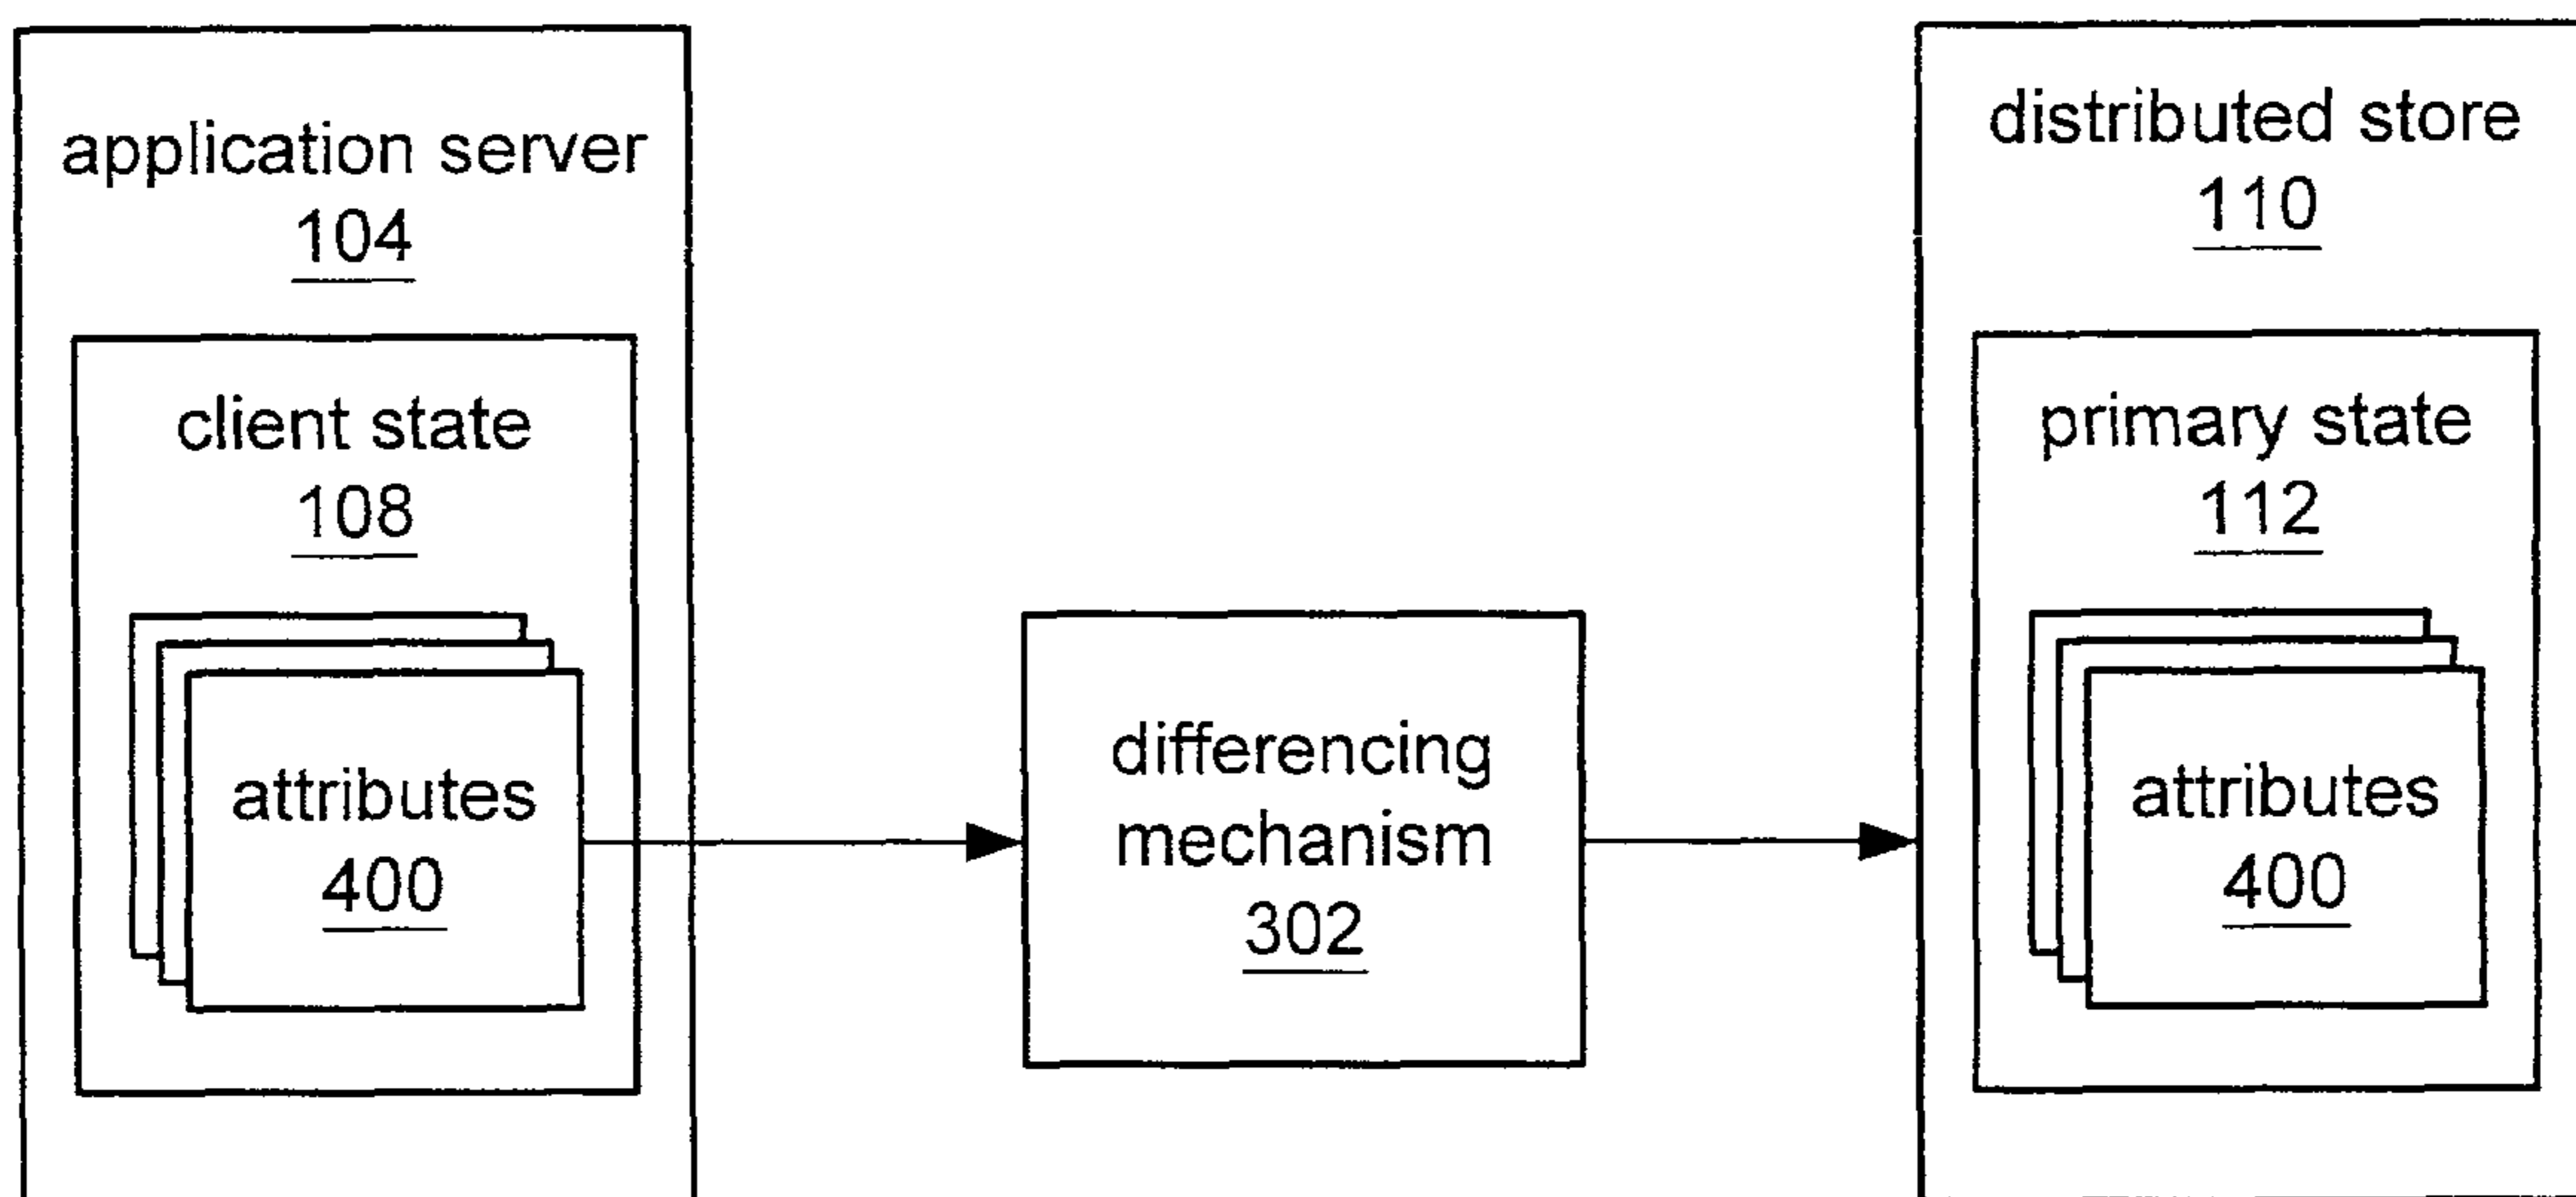 application server
104
client state
108
attributes
400
differencing
mechanism
302
distributed store
110
primary state
112
attributes
400